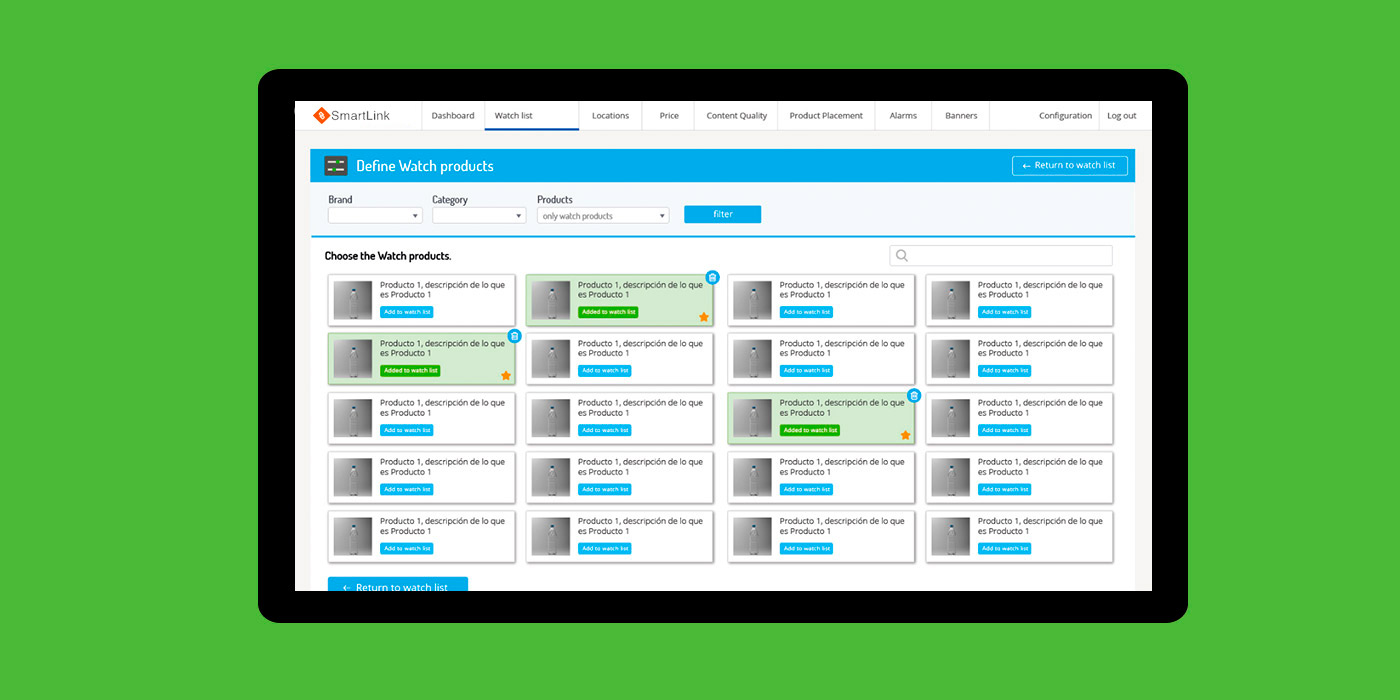 SmartLink
Dashboard
Watch list
Locations
Price
Content Quality
Product Placement
Alarms
Banners
Configuration
Log out
Define Watch products
← Return to watch list
Brand
Category
Products
only watch products
filter
Choose the Watch products.
Producto 1, descripción de lo que
es Producto 1
Add to watch list
Producto 1, descripción de lo que
es Producto 1
Added to watch list
Producto 1, descripción de lo que
es Producto 1
Add to watch list
Producto 1, descripción de lo que
es Producto 1
Add to watch list
Producto 1, descripción de lo que
es Producto 1
Added to watch list
Producto 1, descripción de lo que
es Producto 1
Add to watch list
Producto 1, descripción de lo que
es Producto 1
Add to watch list
Producto 1, descripción de lo que
es Producto 1
Add to watch list
Producto 1, descripción de lo que
es Producto 1
Add to watch list
Producto 1, descripción de lo que
es Producto 1
Add to watch list
Producto 1, descripción de lo que
es Producto 1
Added to watch list
Producto 1, descripción de lo que
es Producto 1
Add to watch list
Producto 1, descripción de lo que
es Producto 1
Add to watch list
Producto 1, descripción de lo que
es Producto 1
Add to watch list
Producto 1, descripción de lo que
es Producto 1
Add to watch list
Producto 1, descripción de lo que
es Producto 1
Add to watch list
Producto 1, descripción de lo que
es Producto 1
Add to watch list
Producto 1, descripción de lo que
es Producto 1
Add to watch list
Producto 1, descripción de lo que
es Producto 1
Add to watch list
Producto 1, descripción de lo que
es Producto 1
Add to watch list
← Return to watch list